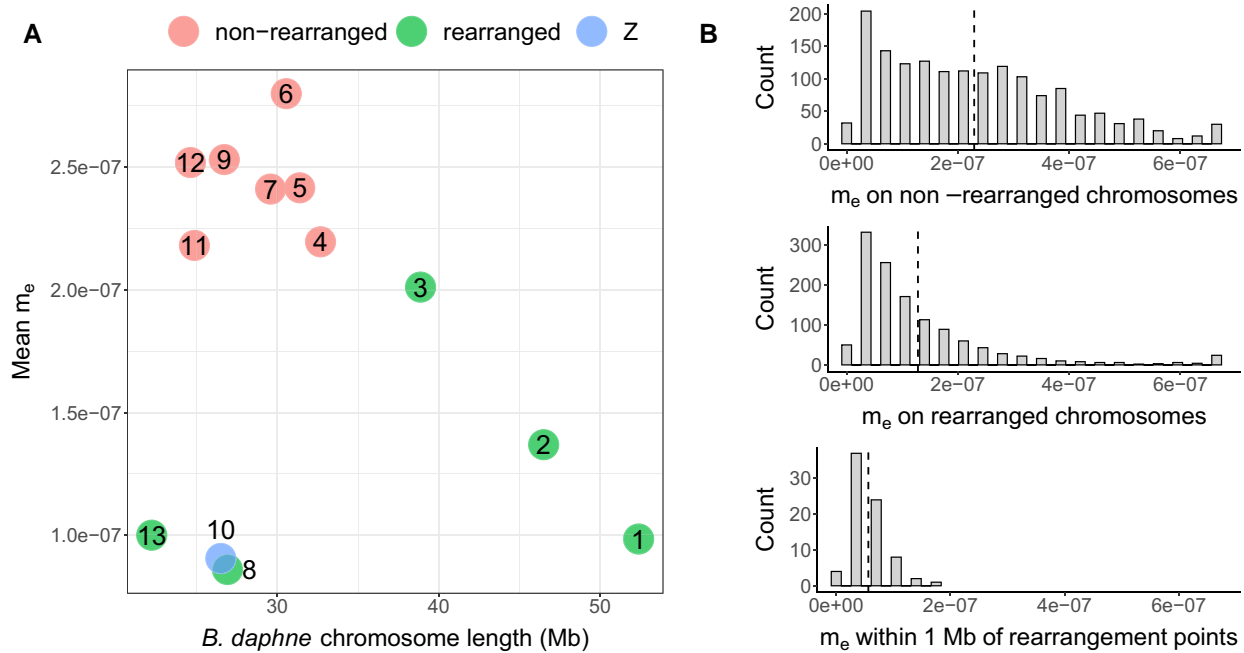 A
non−rearranged rearranged Z
Mean me
2.5e−07
2.0e−07
1.5e−07
1.0e−07
6
12
9
7
5
11
4
3
2
13
10
8
1
30 40 50
B. daphne chromosome length (Mb)
B
Count
200
150
100
50
0
0e+00 2e−07 4e−07 6e−07
me on non −rearranged chromosomes
Count
300
200
100
0
0e+00 2e−07 4e−07 6e−07
me on rearranged chromosomes
Count
30
20
10
0
0e+00 2e−07 4e−07 6e−07
me within 1 Mb of rearrangement points